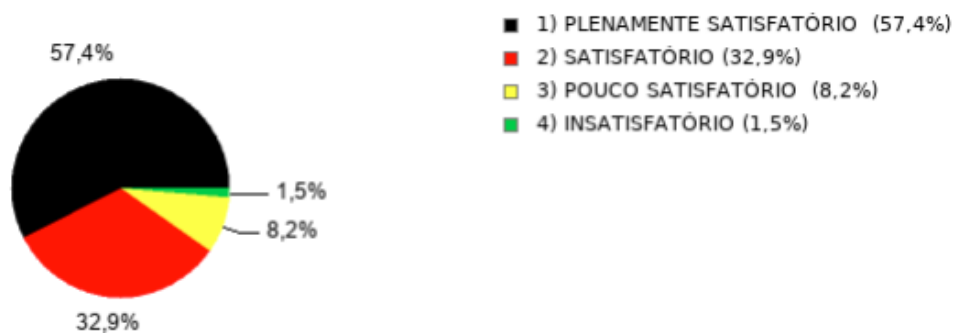 57,4%
1,5%
8,2%
32,9%
1) PLENAMENTE SATISFATÓRIO (57,4%)
2) SATISFATÓRIO (32,9%)
3) POUCO SATISFATÓRIO (8,2%)
4) INSATISFATÓRIO (1,5%)